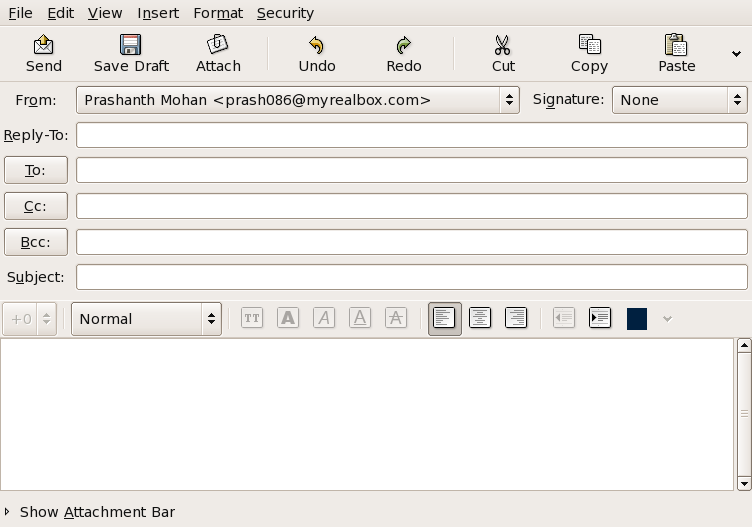 File Edit View Insert Format Security
Send Save Draft Attach Undo Redo Cut Copy Paste
From: Prashanth Mohan <prash086@myrealbox.com> Signature: None
Reply-To:
To:
Cc:
Bcc:
Subject:
+0 Normal TT A A A A
Show Attachment Bar